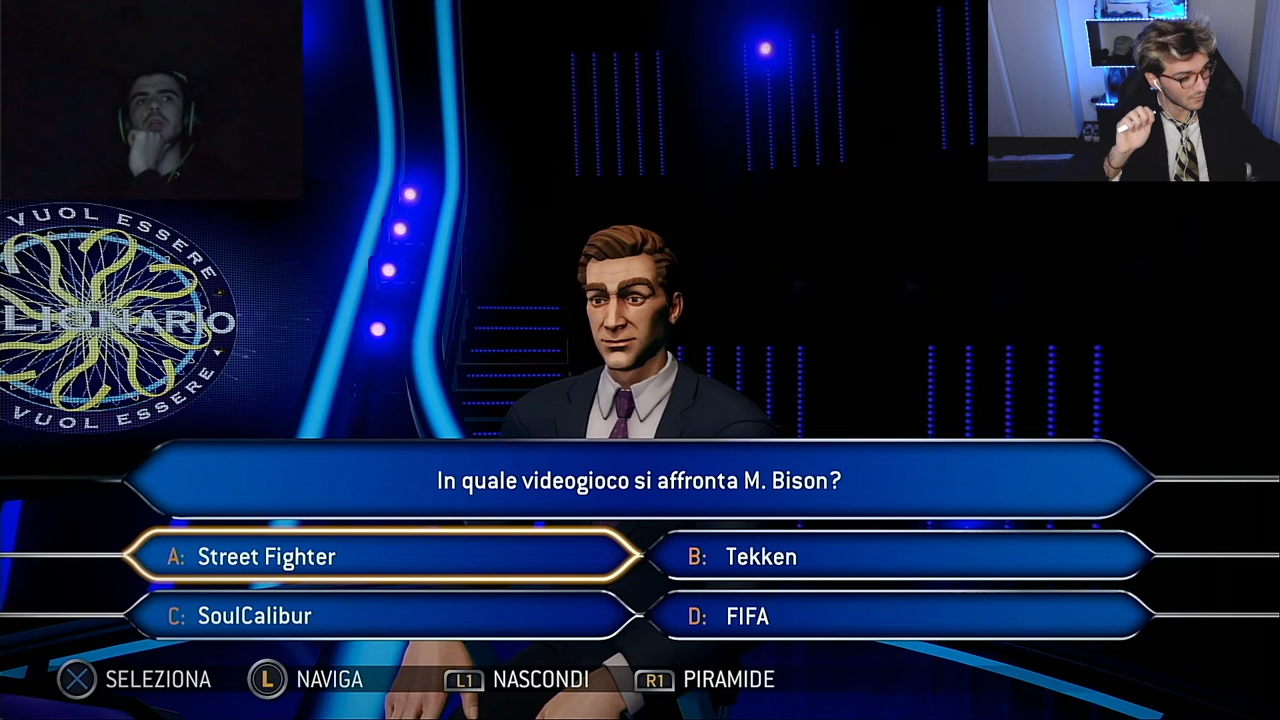 VUOL ESSERE
LIONARIO
VUOL ESSERE
In quale videogioco si affronta M. Bison?
A: Street Fighter
B: Tekken
C: SoulCalibur
D: FIFA
SELEZIONA
L NAVIGA
L1 NASCONDI
R1 PIRAMIDE